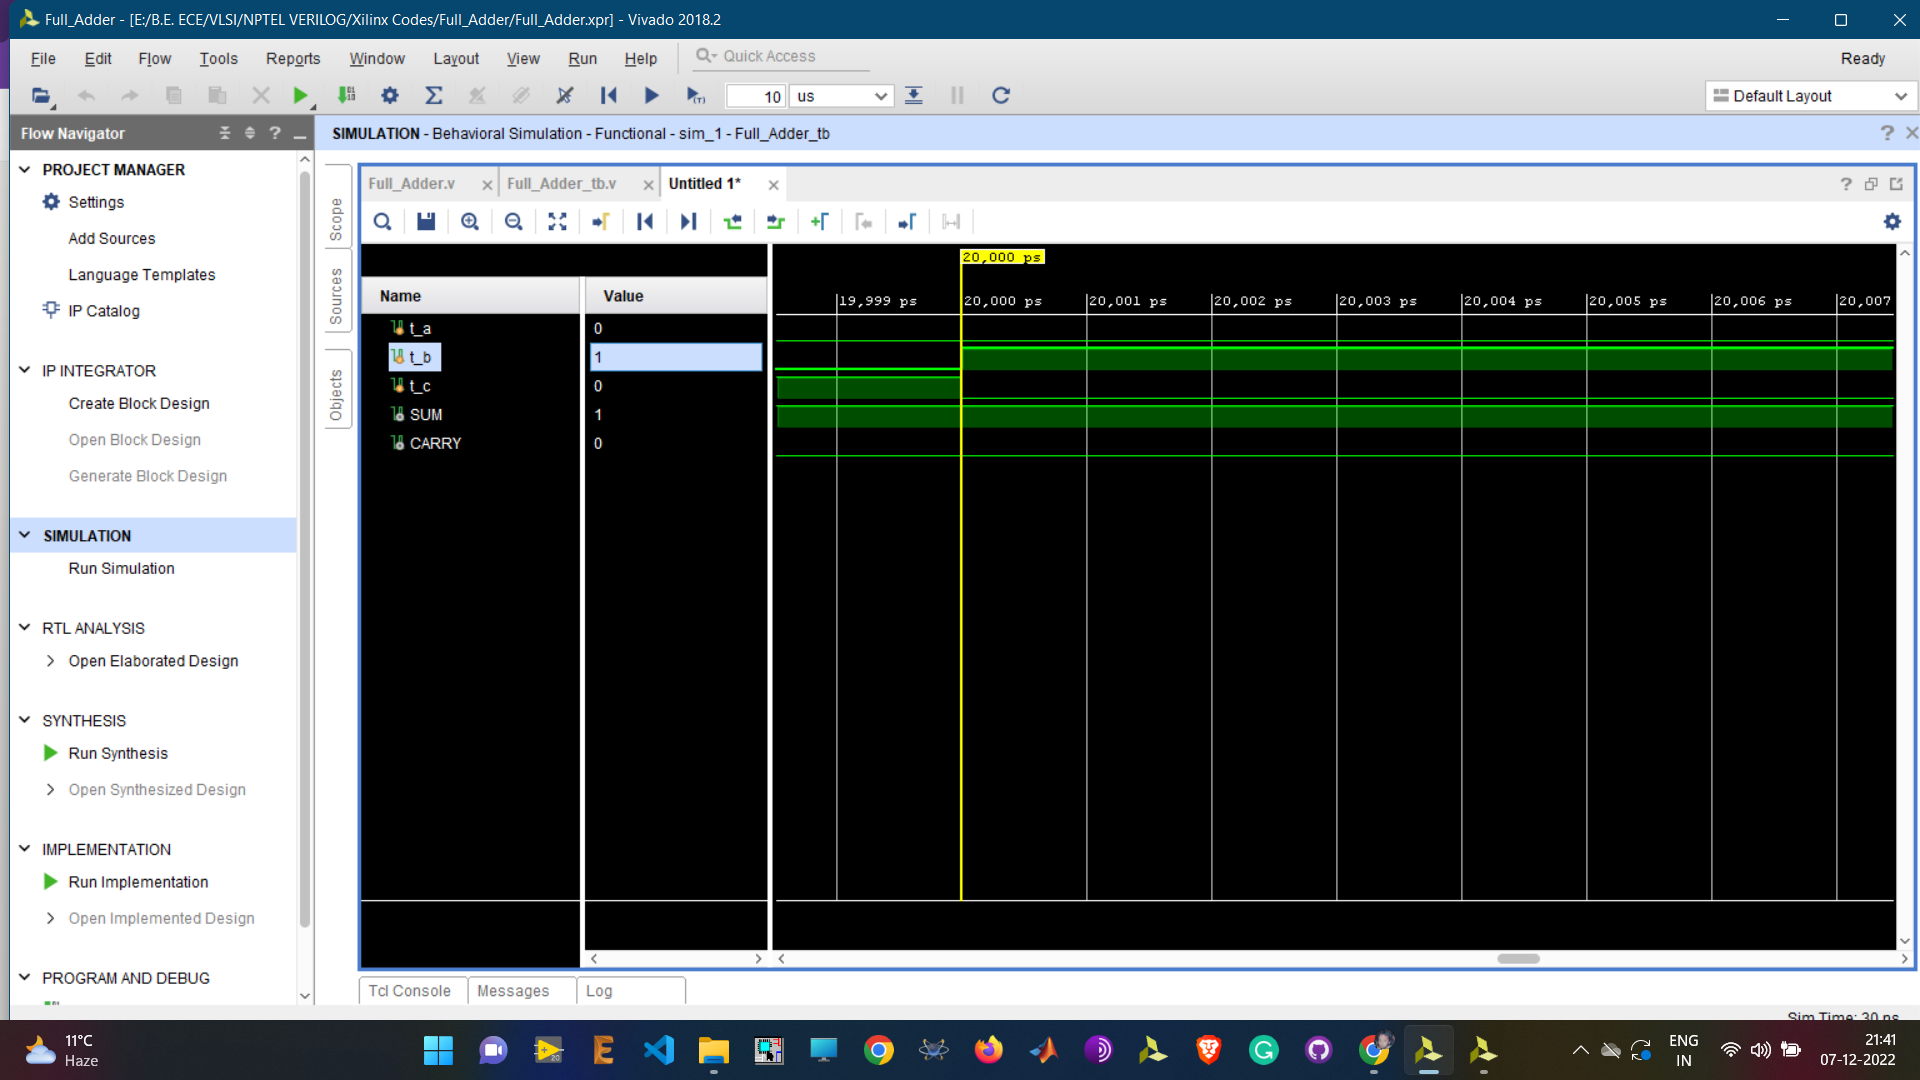 Full_Adder - [E:/B.E. ECE/VLSI/NPTEL VERILOG/Xilinx Codes/Full_Adder/Full_Adder.xpr] - Vivado 2018.2
File Edit Flow Tools Reports Window Layout View Run Help Quick Access Ready
10 us Default Layout
Flow Navigator
SIMULATION - Behavioral Simulation - Functional - sim_1 - Full_Adder_tb
PROJECT MANAGER
Settings
Add Sources
Language Templates
IP Catalog
IP INTEGRATOR
Create Block Design
Open Block Design
Generate Block Design
SIMULATION
Run Simulation
RTL ANALYSIS
Open Elaborated Design
SYNTHESIS
Run Synthesis
Open Synthesized Design
IMPLEMENTATION
Run Implementation
Open Implemented Design
PROGRAM AND DEBUG
Scope
Sources
Objects
Full_Adder.v Full_Adder_tb.v Untitled 1*
20,000 ps
Name Value
19,999 ps 20,000 ps 20,001 ps 20,002 ps 20,003 ps 20,004 ps 20,005 ps 20,006 ps 20,007
t_a 0
t_b 1
t_c 0
SUM 1
CARRY 0
Tcl Console Messages Log
Sim Time: 30 ns
11°C
Haze
ENG
IN
21:41
07-12-2022